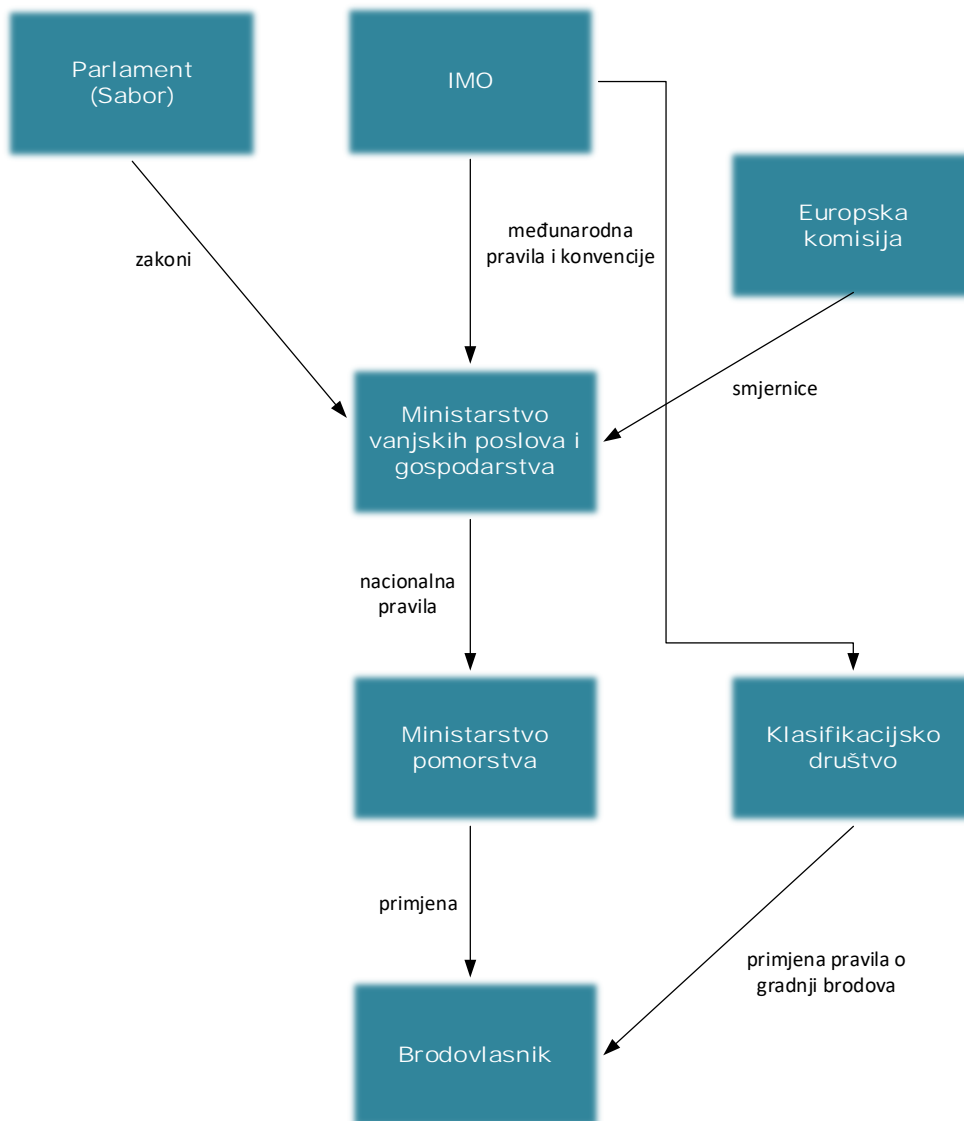 Parlament
(Sabor)
IMO
Europska
komisija
zakoni
međunarodna
pravila i konvencije
smjernice
Ministarstvo
vanjskih poslova i
gospodarstva
nacionalna
pravila
Ministarstvo
pomorstva
Klasifikacijsko
društvo
primjena
primjena pravila o
gradnji brodova
Brodovlasnik